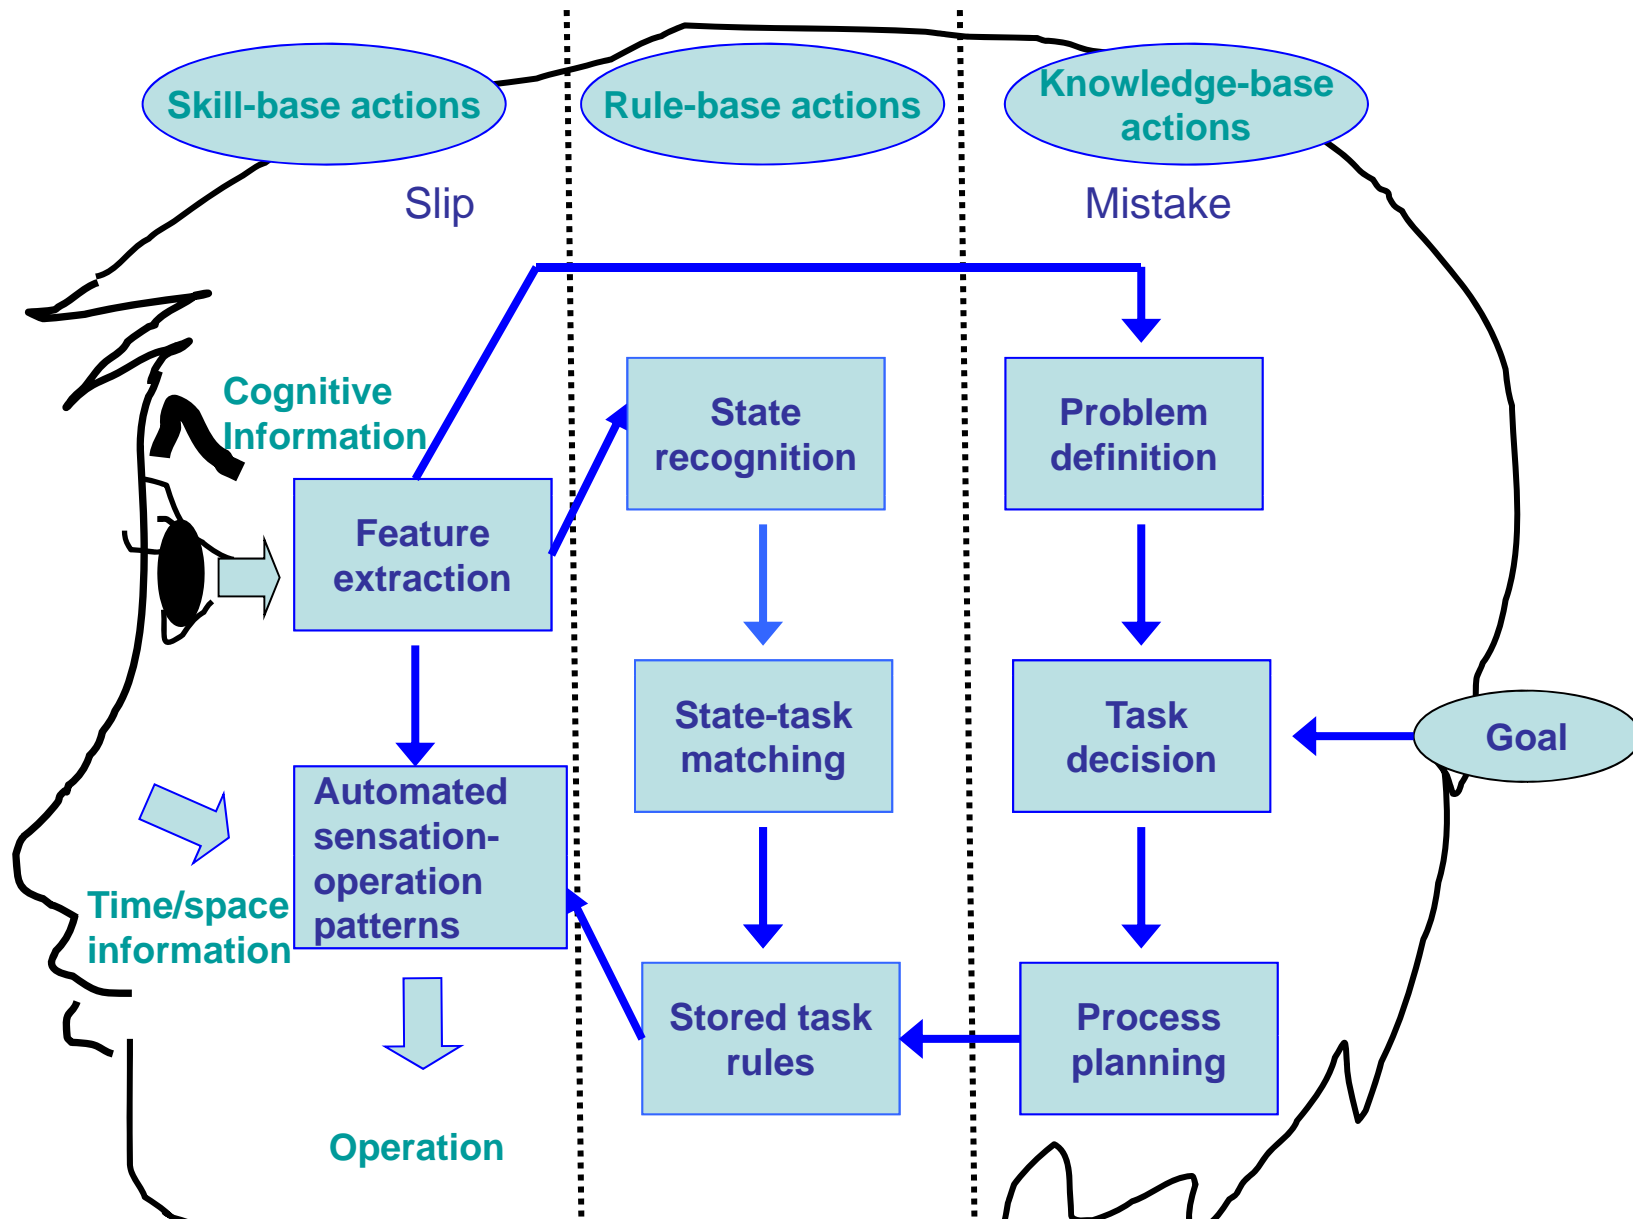 Skill-base actions
Rule-base actions
Knowledge-base
actions
Slip
Mistake
Cognitive
Information
State
recognition
Problem
definition
Feature
extraction
State-task
matching
Task
decision
Goal
Automated
sensation-
operation
patterns
Time/space
information
Stored task
rules
Process
planning
Operation